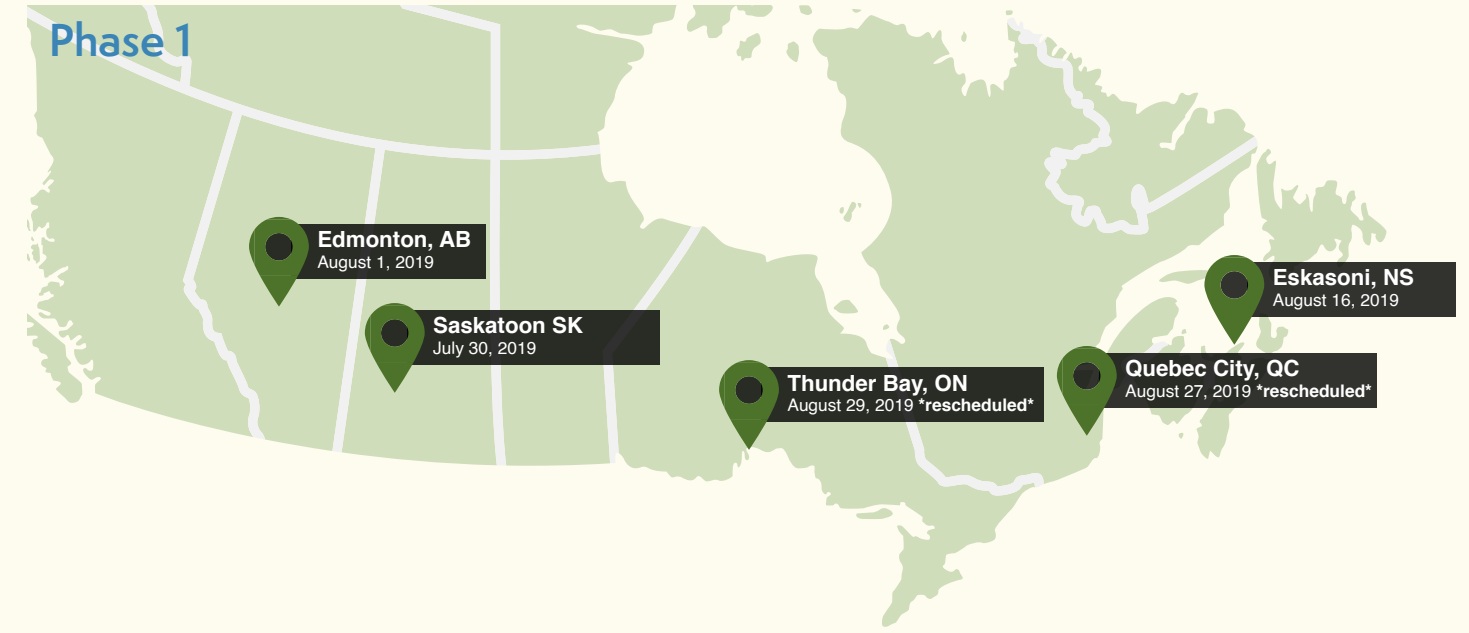 Phase 1
Edmonton, AB
August 1, 2019
Saskatoon SK
July 30, 2019
Thunder Bay, ON
August 29, 2019 *rescheduled*
Quebec City, QC
August 27, 2019 *rescheduled*
Eskasoni, NS
August 16, 2019